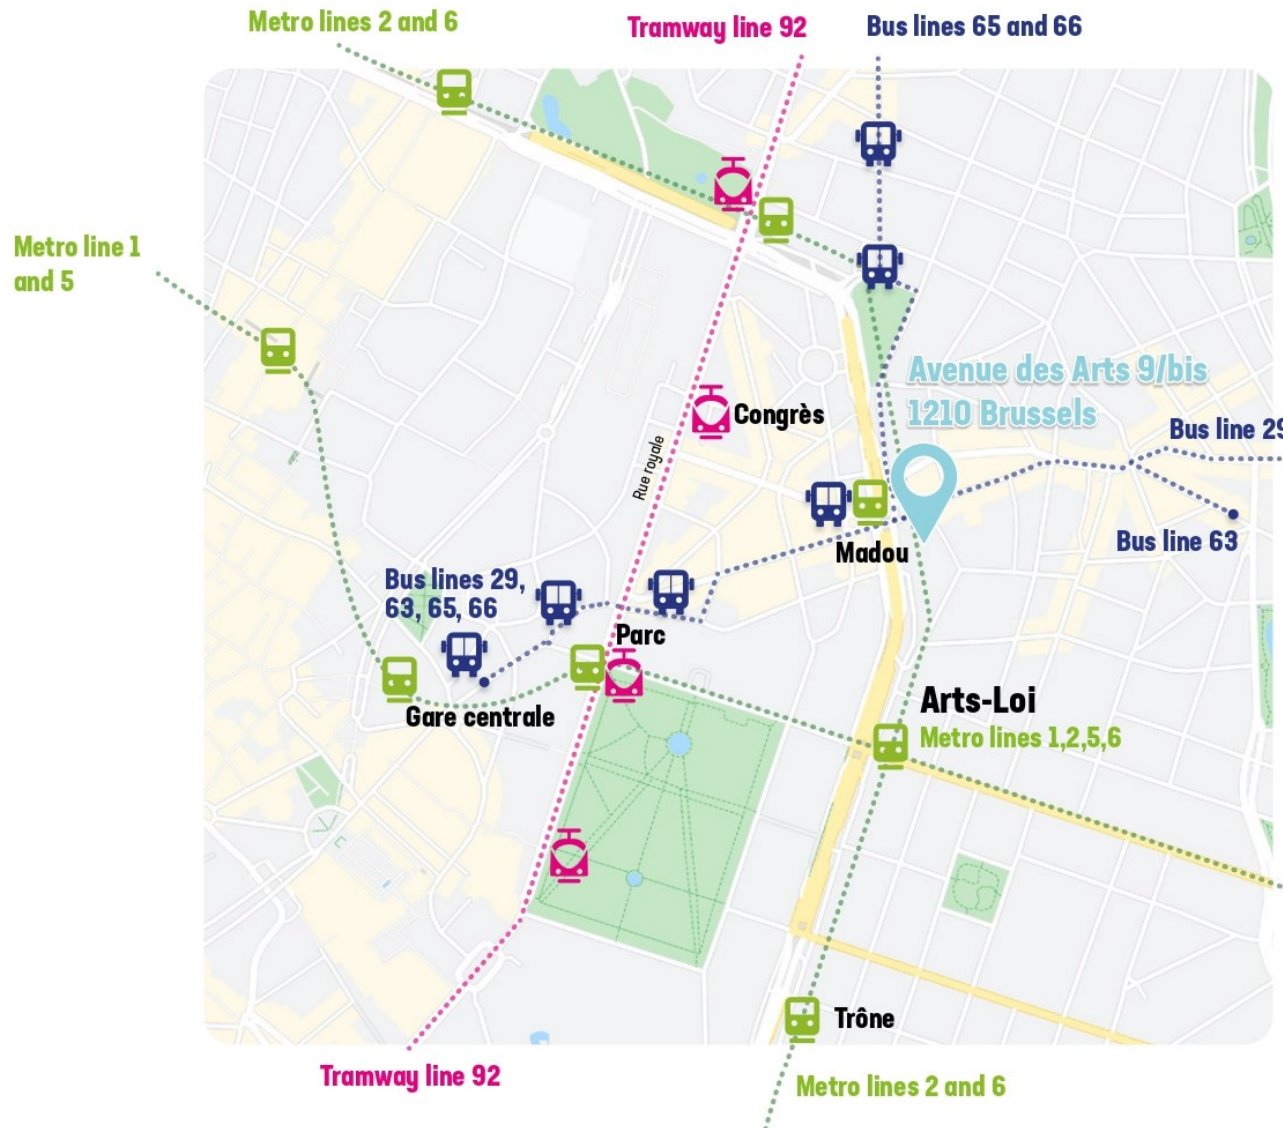 Metro lines 2 and 6
Tramway line 92
Bus lines 65 and 66
Metro line 1
and 5
Avenue des Arts 9/bis
1210 Brussels
Congrès
Bus line 29
Rue royale
Bus line 63
Madou
Bus lines 29,
63, 65, 66
Parc
Gare centrale
Arts-Loi
Metro lines 1,2,5,6
Trône
Tramway line 92
Metro lines 2 and 6